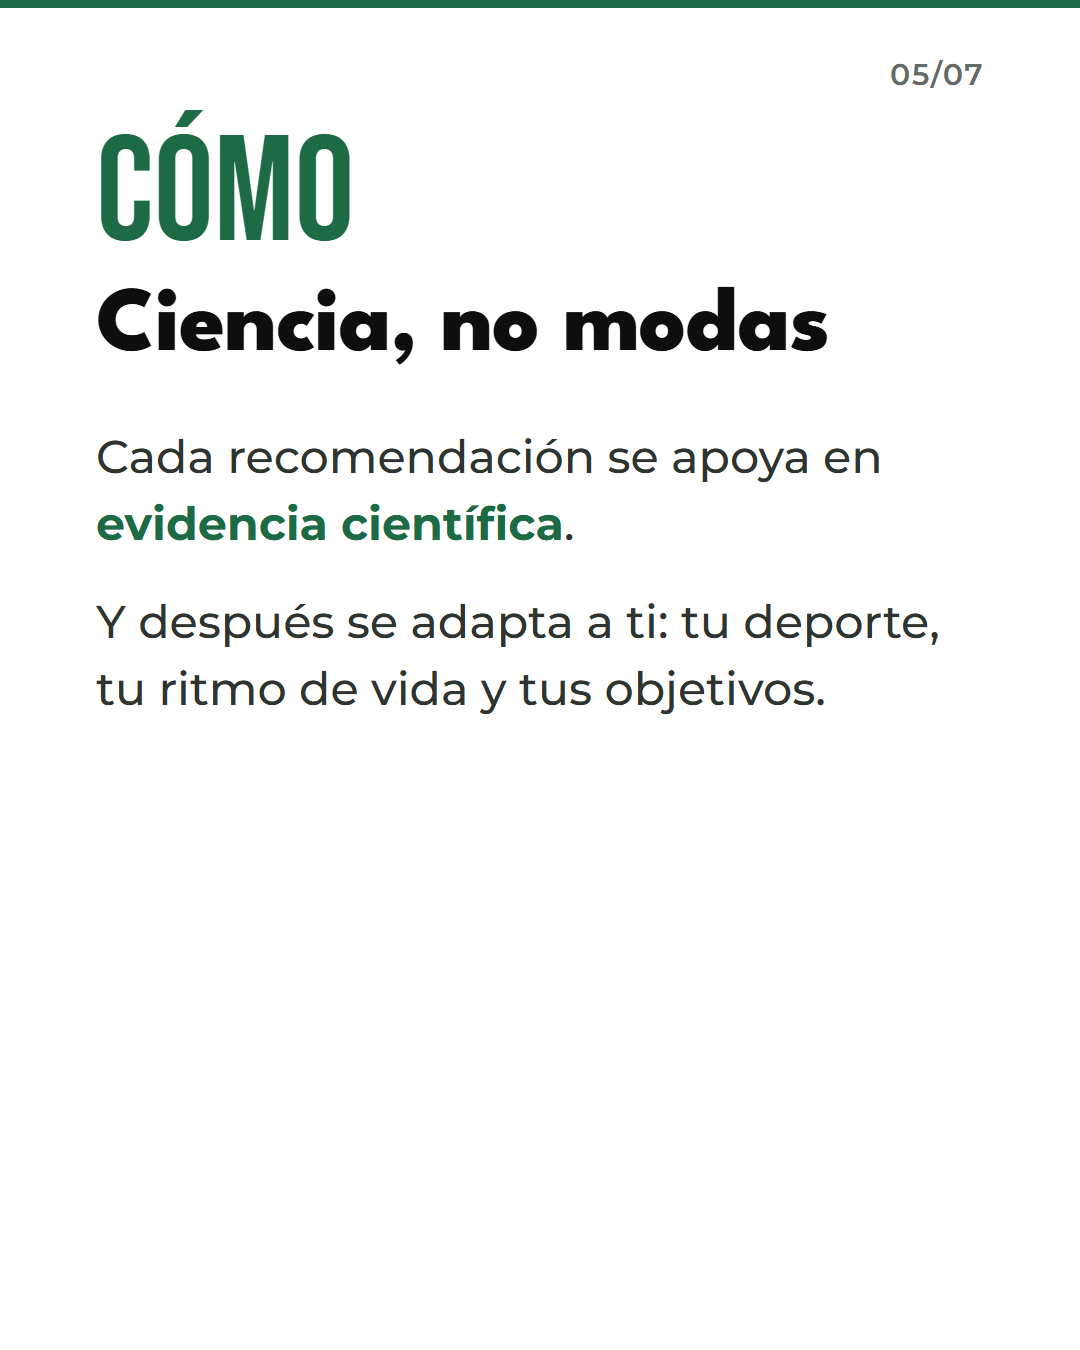 05/07
CÓMO
Ciencia, no modas
Cada recomendación se apoya en
evidencia científica.
Y después se adapta a ti: tu deporte,
tu ritmo de vida y tus objetivos.